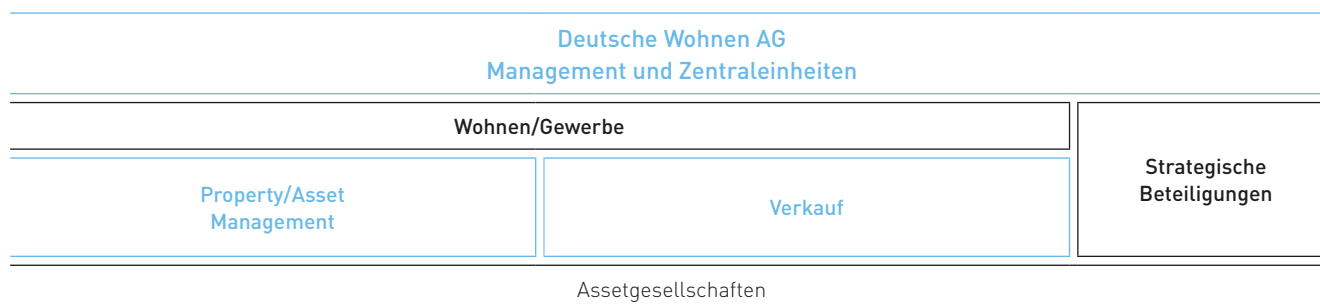 Deutsche Wohnen AG
Management und Zentraleinheiten
Wohnen/Gewerbe
Property/Asset
Management
Verkauf
Strategische
Beteiligungen
Assetgesellschaften